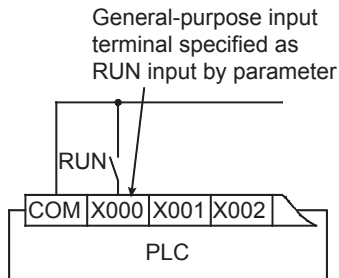 General-purpose input
terminal specified as
RUN input by parameter
RUN
COM X000 X001 X002
PLC